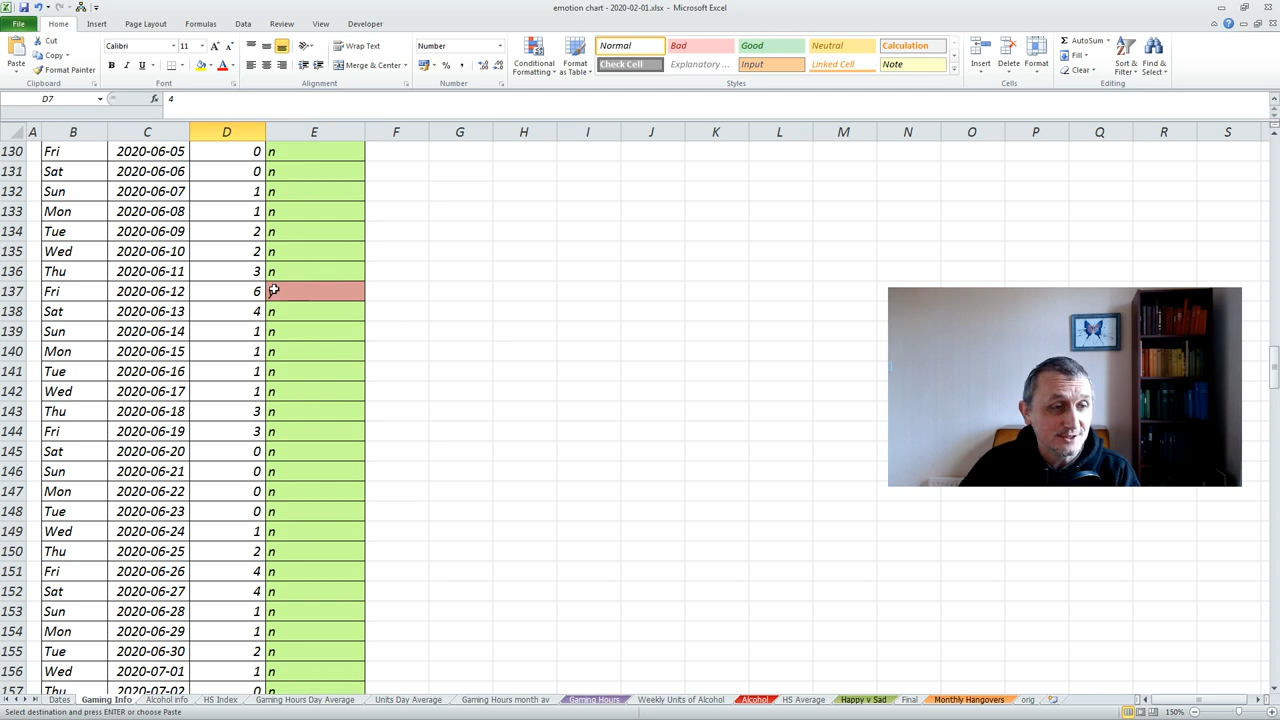 emotion chart - 2020-02-01.xlsx - Microsoft Excel
File Home Insert Page Layout Formulas Data Review View Developer
Cut
Copy
Format Painter
Paste
Clipboard
Calibri 11
B I U
Font
Wrap Text
Merge & Center
Alignment
Number
Number
Conditional Formatting
Format as Table
Normal Bad Good Neutral Calculation
Check Cell Explanatory ... Input Linked Cell Note
Styles
Insert Delete Format
Cells
AutoSum
Fill
Clear
Sort & Filter
Find & Select
Editing
D7 fx 4
A B C D E F G H I J K L M N O P Q R S
130 Fri 2020-06-05 0 n
131 Sat 2020-06-06 0 n
132 Sun 2020-06-07 1 n
133 Mon 2020-06-08 1 n
134 Tue 2020-06-09 2 n
135 Wed 2020-06-10 2 n
136 Thu 2020-06-11 3 n
137 Fri 2020-06-12 6
138 Sat 2020-06-13 4 n
139 Sun 2020-06-14 1 n
140 Mon 2020-06-15 1 n
141 Tue 2020-06-16 1 n
142 Wed 2020-06-17 1 n
143 Thu 2020-06-18 3 n
144 Fri 2020-06-19 3 n
145 Sat 2020-06-20 0 n
146 Sun 2020-06-21 0 n
147 Mon 2020-06-22 0 n
148 Tue 2020-06-23 0 n
149 Wed 2020-06-24 1 n
150 Thu 2020-06-25 2 n
151 Fri 2020-06-26 4 n
152 Sat 2020-06-27 4 n
153 Sun 2020-06-28 1 n
154 Mon 2020-06-29 1 n
155 Tue 2020-06-30 2 n
156 Wed 2020-07-01 1 n
157 Thu 2020-07-02 0 n
Dates Gaming Info Alcohol info HS Index Gaming Hours Day Average Units Day Average Gaming Hours month av Gaming Hours Weekly Units of Alcohol Alcohol HS Average Happy v Sad Final Monthly Hangovers orig
Select destination and press ENTER or choose Paste 150%